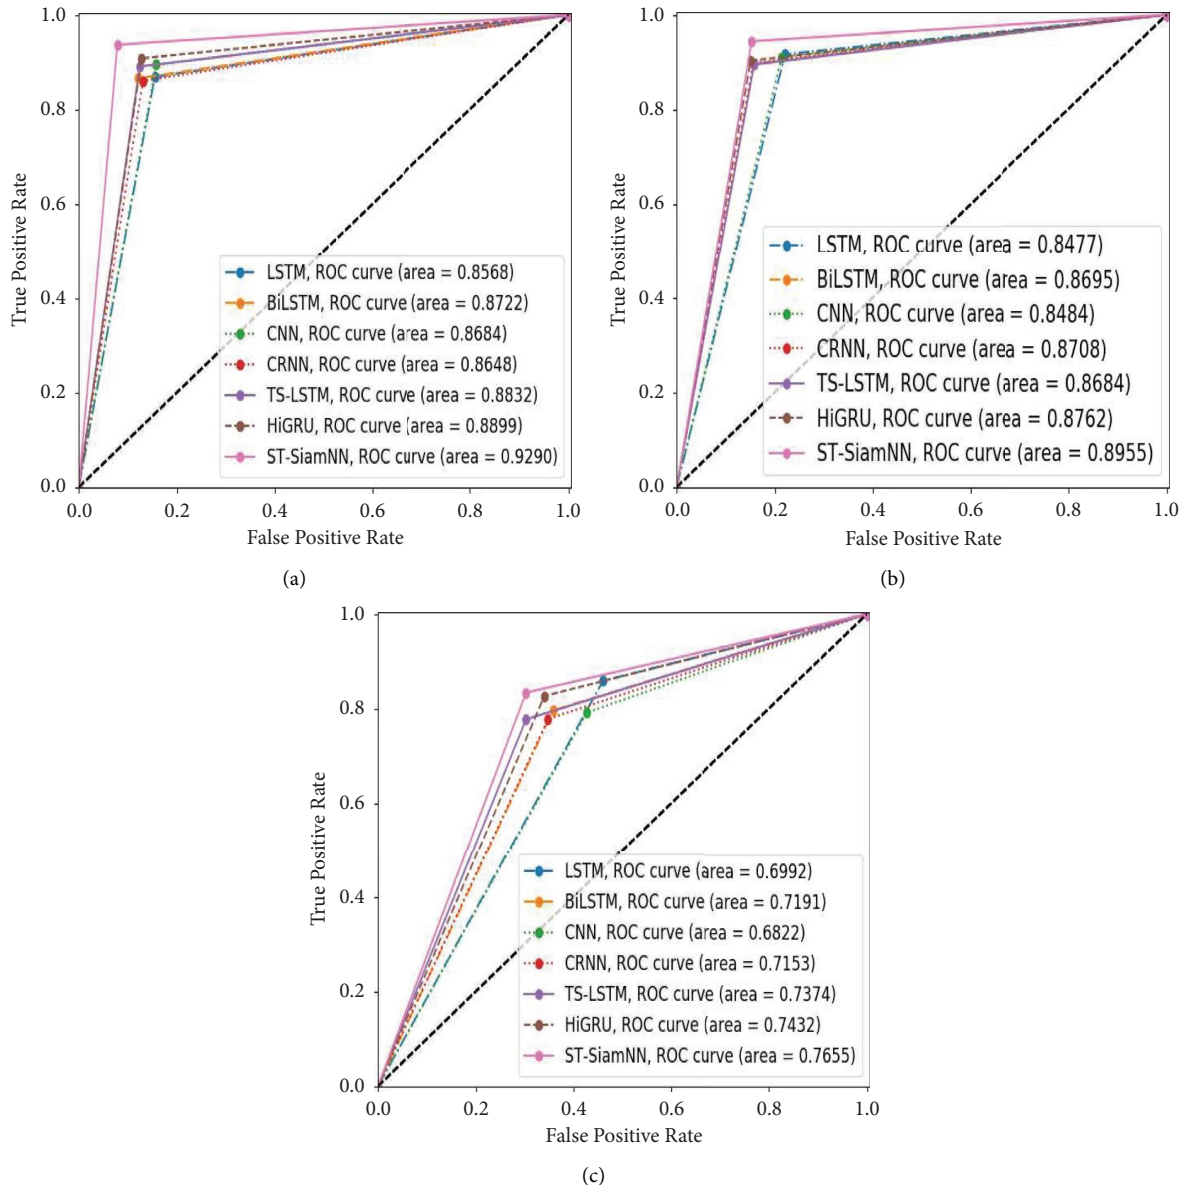 1.0
0.8
0.6
0.4
0.2
0.0
True Positive Rate
LSTM, ROC curve (area = 0.8568)
BiLSTM, ROC curve (area = 0.8722)
CNN, ROC curve (area = 0.8684)
CRNN, ROC curve (area = 0.8648)
TS-LSTM, ROC curve (area = 0.8832)
HiGRU, ROC curve (area = 0.8899)
ST-SiamNN, ROC curve (area = 0.9290)
0.0 0.2 0.4 0.6 0.8 1.0
False Positive Rate
(a)
1.0
0.8
0.6
0.4
0.2
0.0
True Positive Rate
LSTM, ROC curve (area = 0.8477)
BiLSTM, ROC curve (area = 0.8695)
CNN, ROC curve (area = 0.8484)
CRNN, ROC curve (area = 0.8708)
TS-LSTM, ROC curve (area = 0.8684)
HiGRU, ROC curve (area = 0.8762)
ST-SiamNN, ROC curve (area = 0.8955)
0.0 0.2 0.4 0.6 0.8 1.0
False Positive Rate
(b)
1.0
0.8
0.6
0.4
0.2
0.0
True Positive Rate
LSTM, ROC curve (area = 0.6992)
BiLSTM, ROC curve (area = 0.7191)
CNN, ROC curve (area = 0.6822)
CRNN, ROC curve (area = 0.7153)
TS-LSTM, ROC curve (area = 0.7374)
HiGRU, ROC curve (area = 0.7432)
ST-SiamNN, ROC curve (area = 0.7655)
0.0 0.2 0.4 0.6 0.8 1.0
False Positive Rate
(c)